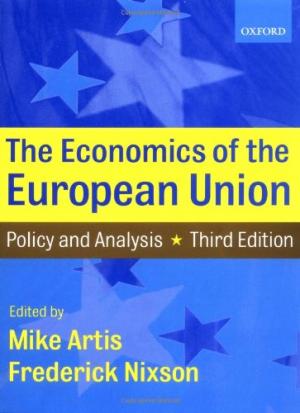 OXFORD
The Economics of the
European Union
Policy and Analysis ★ Third Edition
Edited by
Mike Artis
Frederick Nixson